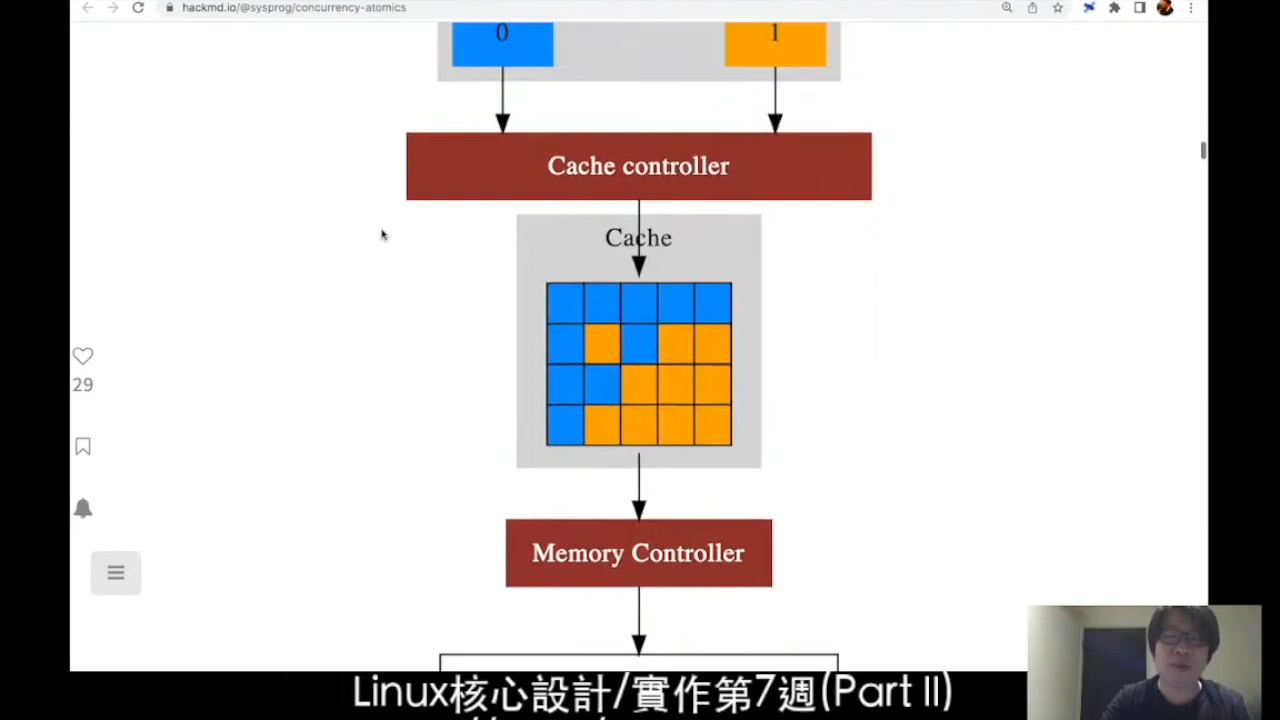 hackmd.io/@sysprog/concurrency-atomics
0
1
Cache controller
Cache
29
Memory Controller
Linux核心設計/實作第7週(Part II)